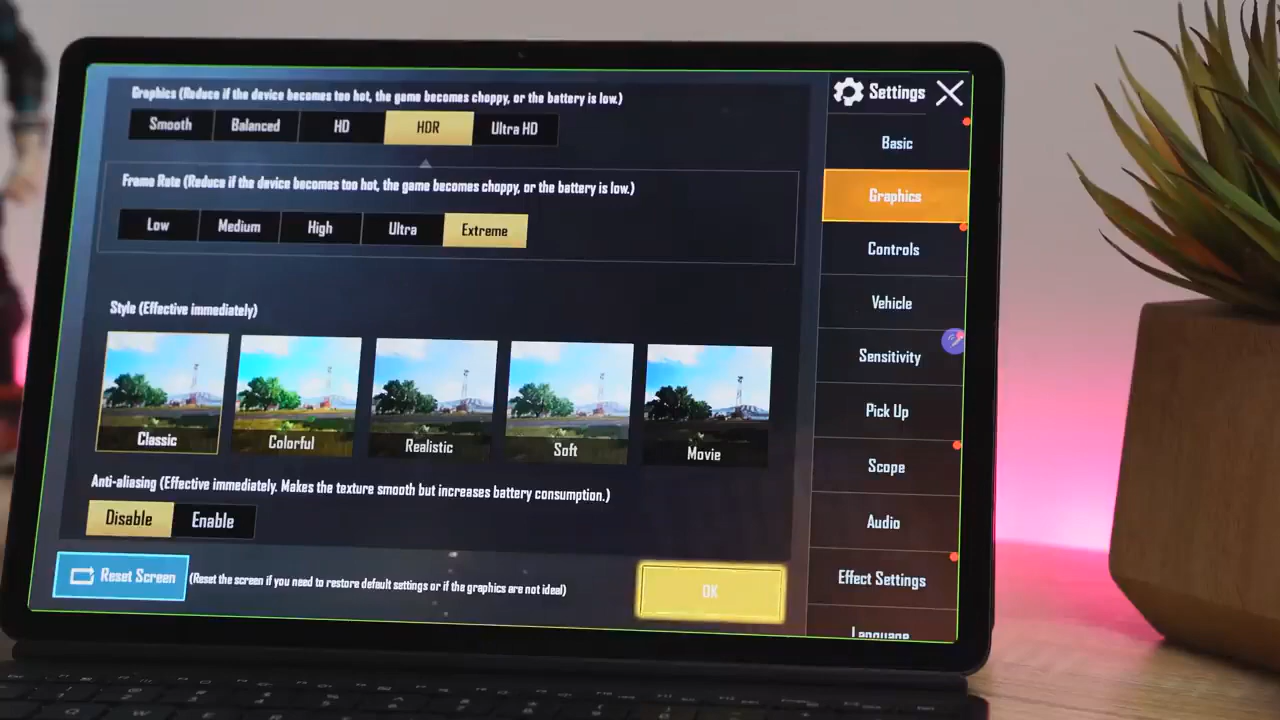 Graphics (Reduce if the device becomes too hot, the game becomes choppy, or the battery is low.)
Smooth Balanced HD HDR Ultra HD
Frame Rate (Reduce if the device becomes too hot, the game becomes choppy, or the battery is low.)
Low Medium High Ultra Extreme
Style (Effective immediately)
Classic Colorful Realistic Soft Movie
Anti-aliasing (Effective immediately. Makes the texture smooth but increases battery consumption.)
Disable Enable
Reset Screen (Reset the screen if you need to restore default settings or if the graphics are not ideal) OK
Settings
Basic
Graphics
Controls
Vehicle
Sensitivity
Pick Up
Scope
Audio
Effect Settings
Language